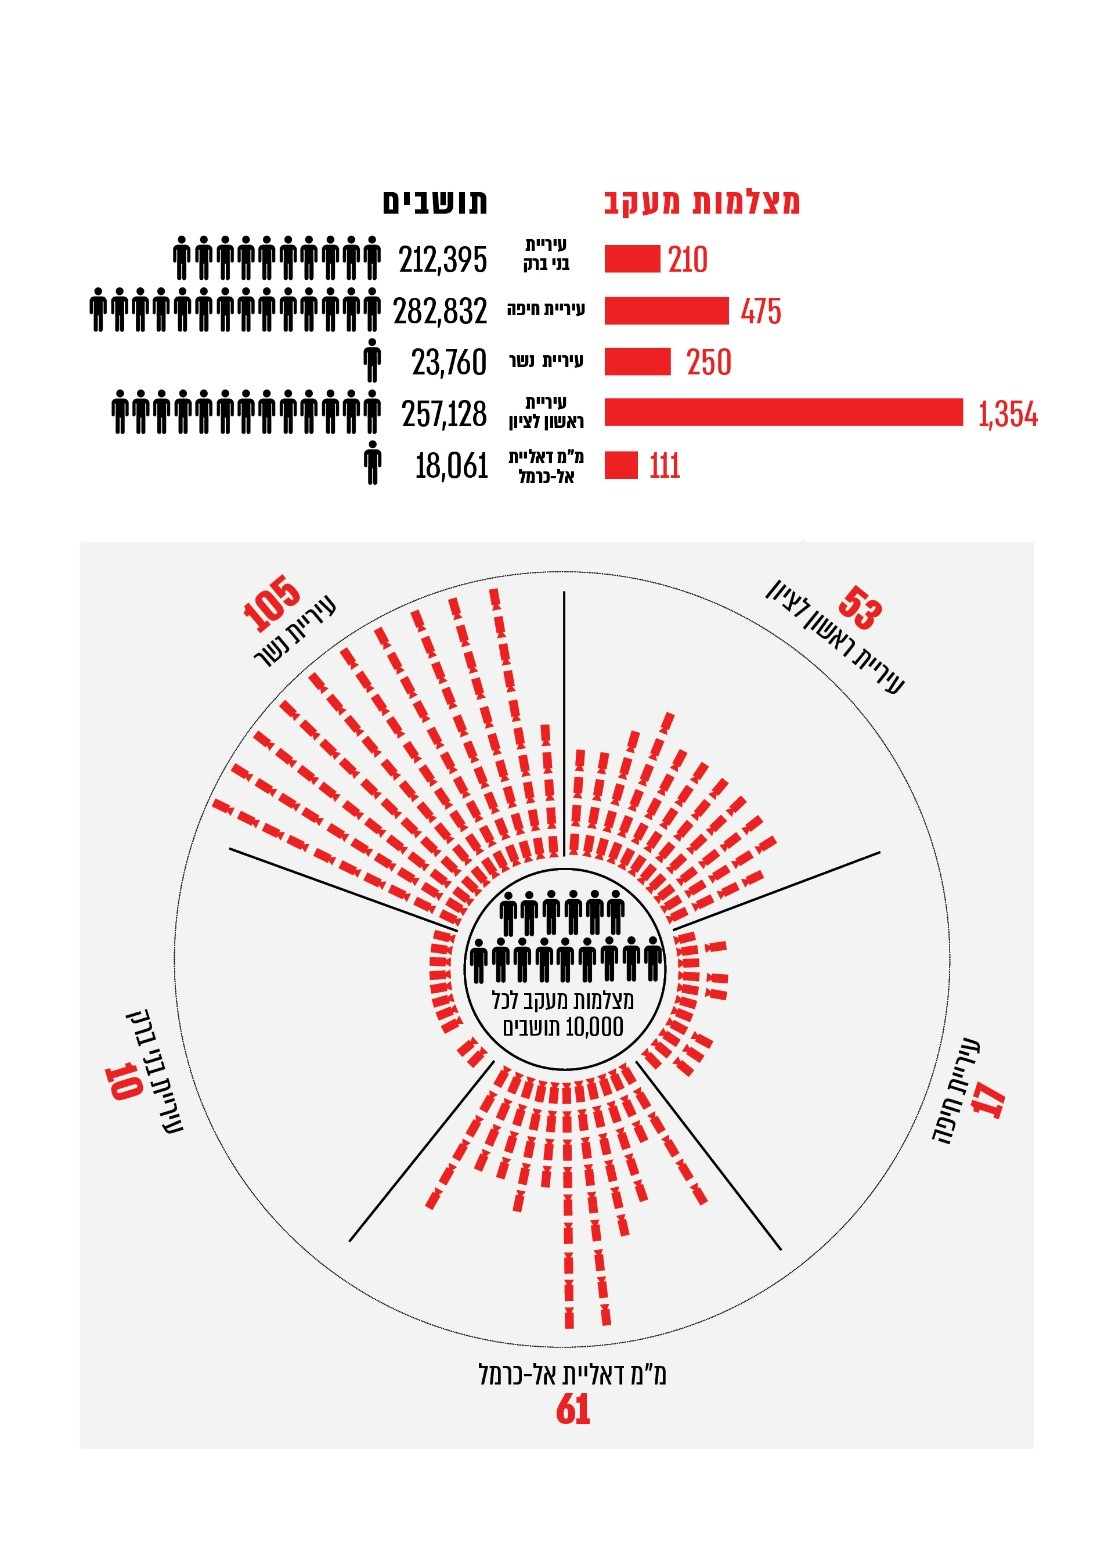 מצלמות מעקב
תושבים
210
עיריית
בני ברק
212,395
475
עיריית חיפה
282,832
250
עיריית נשר
23,760
1,354
עיריית
ראשון לציון
257,128
111
מ"מ דאליית
אל-כרמל
18,061
53
עיריית ראשון לציון
105
עיריית נשר
מצלמות מעקב לכל
10,000 תושבים
עיריית חיפה
17
עיריית בני ברק
10
מ"מ דאליית אל-כרמל
61